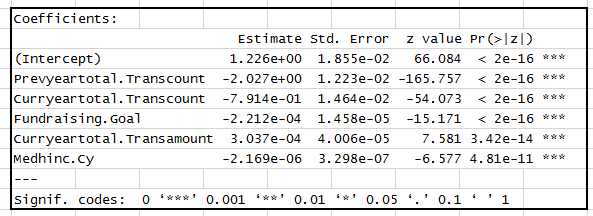 Coefficients:
Estimate Std. Error z value Pr(>|z|)
(Intercept) 1.226e+00 1.855e-02 66.084 < 2e-16 ***
Prevyeartotal.Transcount -2.027e+00 1.223e-02 -165.757 < 2e-16 ***
Curryeartotal.Transcount -7.914e-01 1.464e-02 -54.073 < 2e-16 ***
Fundraising.Goal -2.212e-04 1.458e-05 -15.171 < 2e-16 ***
Curryeartotal.Transamount 3.037e-04 4.006e-05 7.581 3.42e-14 ***
Medhinc.Cy -2.169e-06 3.298e-07 -6.577 4.81e-11 ***
---
Signif. codes: 0 ‘***’ 0.001 ‘**’ 0.01 ‘*’ 0.05 ‘.’ 0.1 ‘ ’ 1